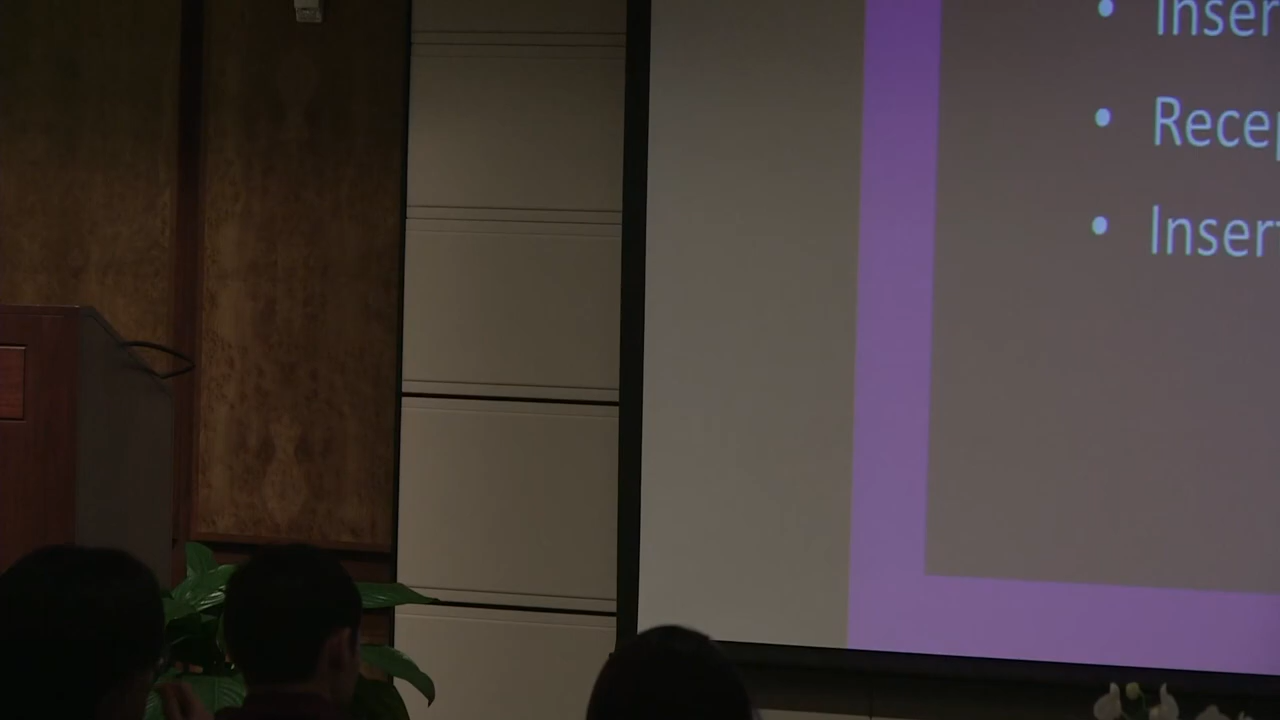 • Inser
• Recep
• Insert